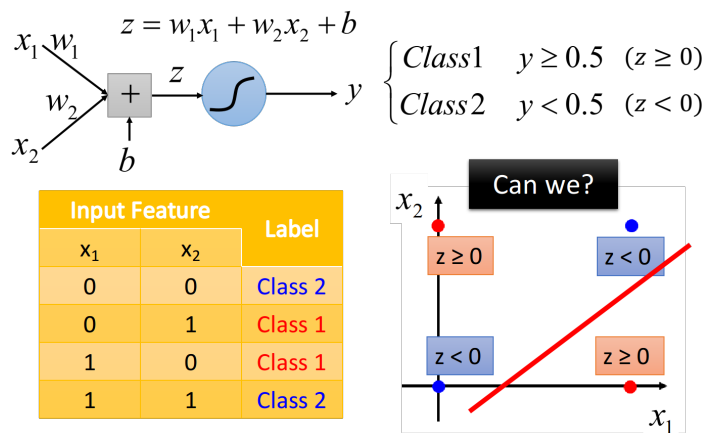 z = w₁x₁ + w₂x₂ + b
x₁ w₁
w₂
x₂
+
b
z
y
Class1 y ≥ 0.5 (z ≥ 0)
Class2 y < 0.5 (z < 0)
Input Feature Label
x₁ x₂
0 0 Class 2
0 1 Class 1
1 0 Class 1
1 1 Class 2
Can we?
x₂
z ≥ 0 z < 0
z < 0 z ≥ 0
x₁